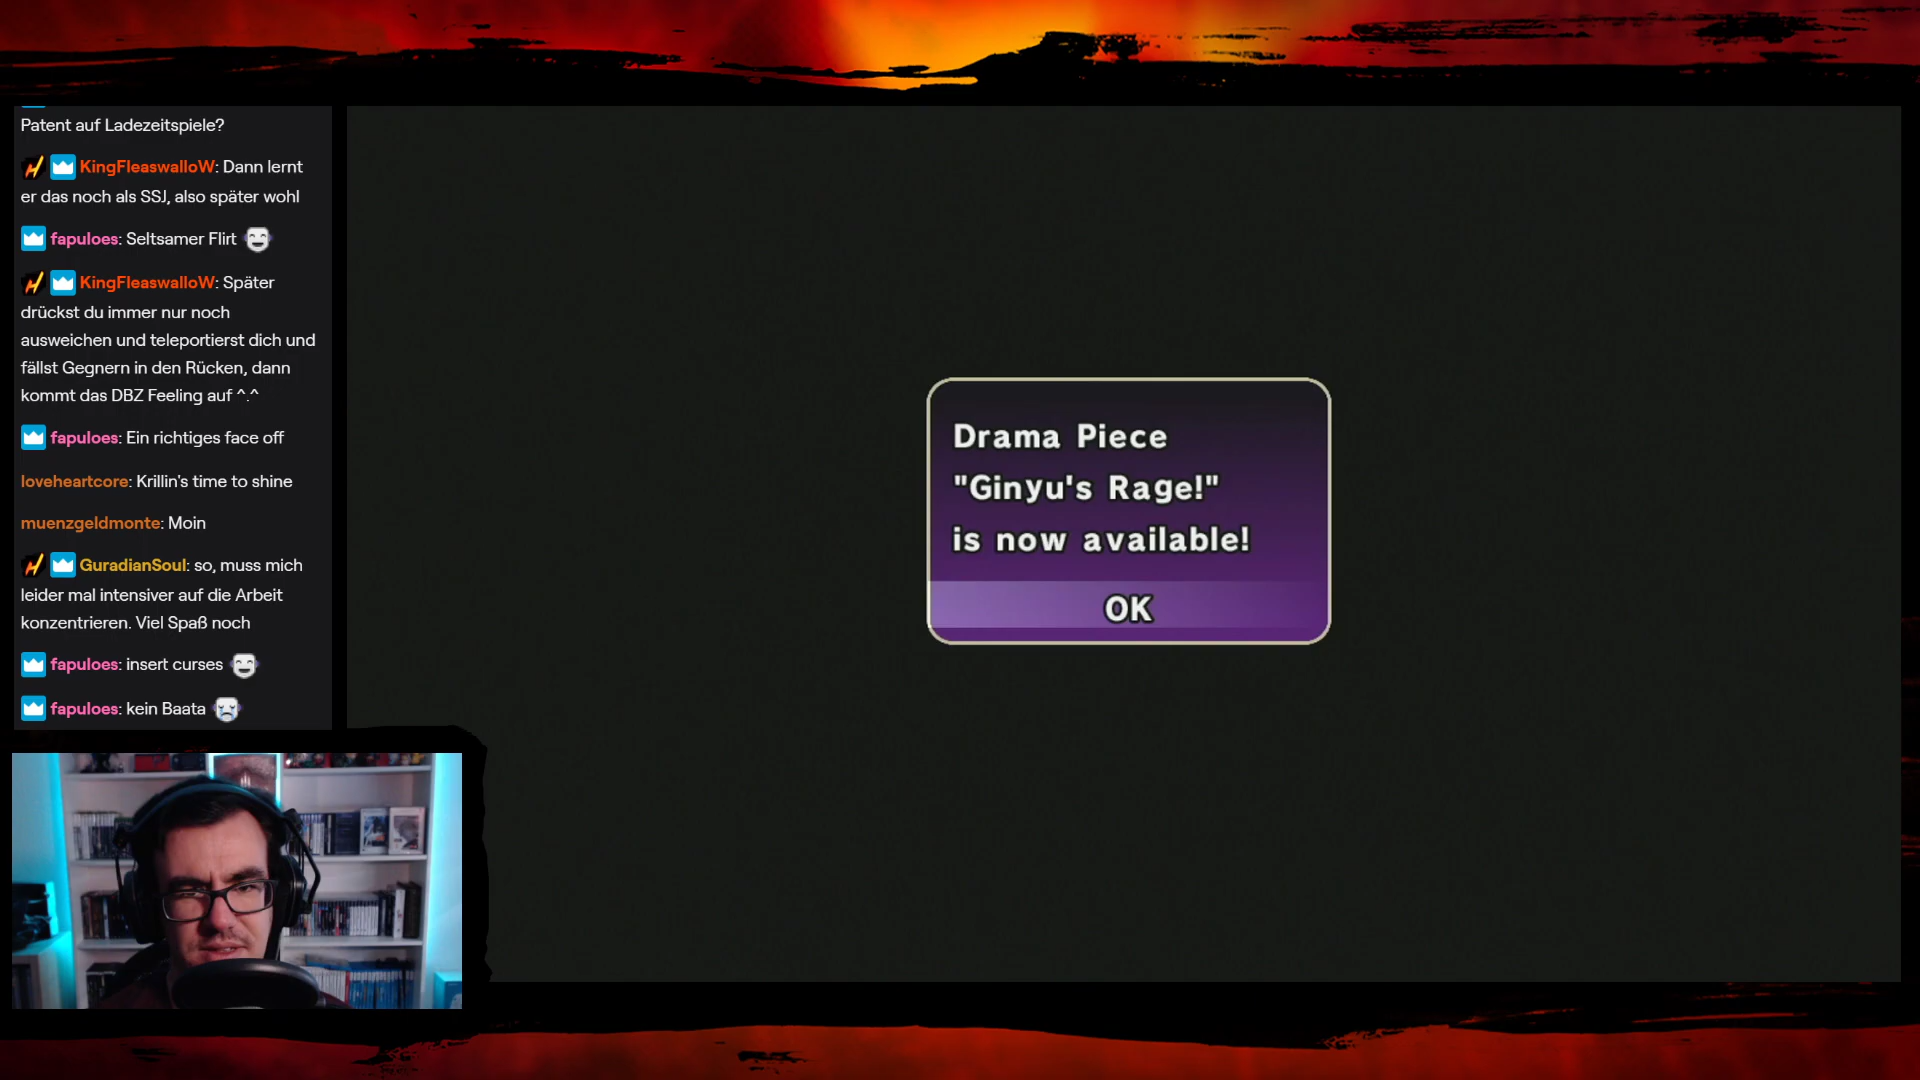 Patent auf Ladezeitspiele?
KingFleaswalloW: Dann lernt
er das noch als SSJ, also später wohl
fapuloes: Seltsamer Flirt
KingFleaswalloW: Später
drückst du immer nur noch
ausweichen und teleportierst dich und
fällst Gegnern in den Rücken, dann
kommt das DBZ Feeling auf ^.^
fapuloes: Ein richtiges face off
loveheartcore: Krillin's time to shine
muenzgeldmonte: Moin
GuradianSoul: so, muss mich
leider mal intensiver auf die Arbeit
konzentrieren. Viel Spaß noch
fapuloes: insert curses
fapuloes: kein Baata
Drama Piece
"Ginyu's Rage!"
is now available!
OK